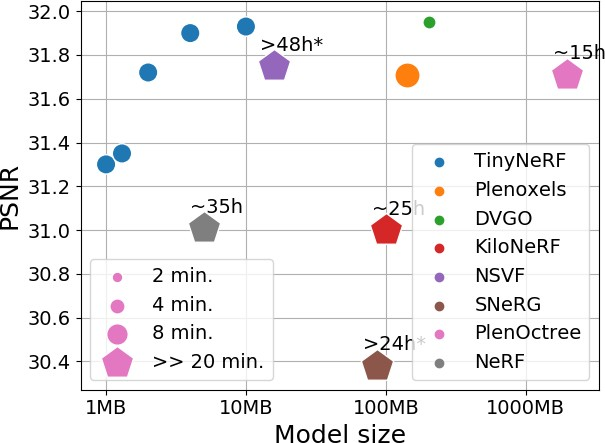 32.0
31.8
31.6
31.4
31.2
31.0
30.8
30.6
30.4
PSNR
>48h*
~15h
~35h
~25h
>24h*
TinyNeRF
Plenoxels
DVGO
KiloNeRF
NSVF
SNeRG
PlenOctree
NeRF
2 min.
4 min.
8 min.
>> 20 min.
1MB 10MB 100MB 1000MB
Model size